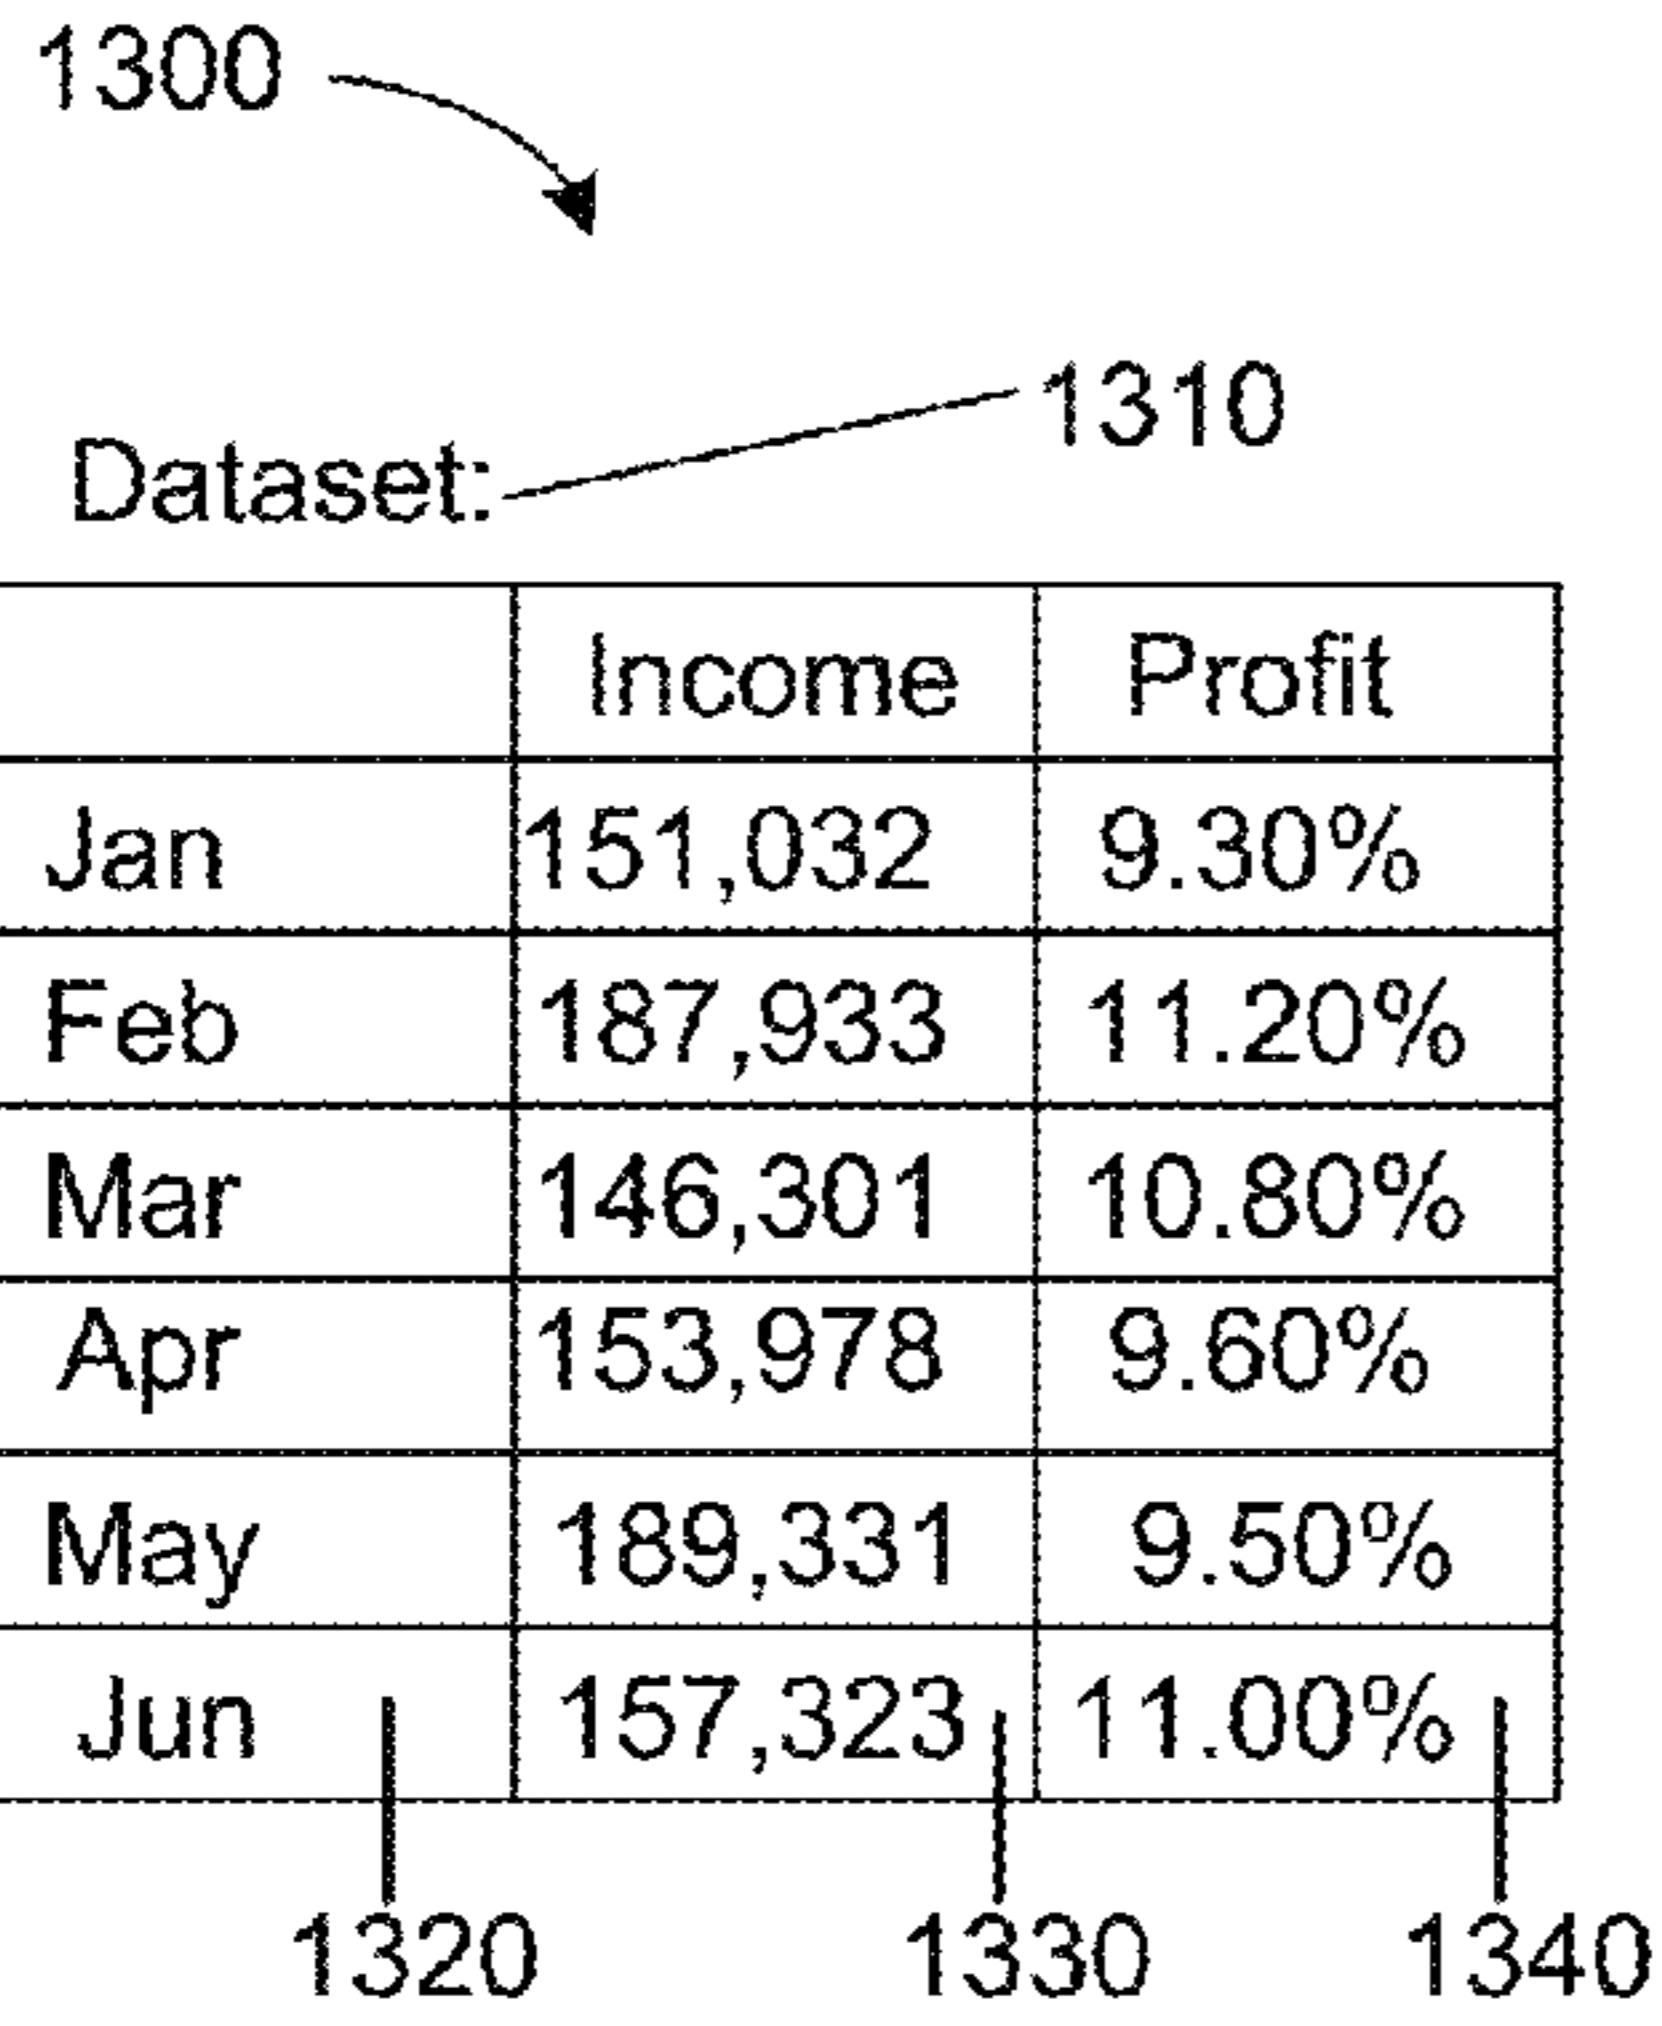 1300
1310
Dataset:
Income Profit
Jan 151,032 9.30%
Feb 187,933 11.20%
Mar 146,301 10.80%
Apr 153,978 9.60%
May 189,331 9.50%
Jun 157,323 11.00%
1320 1330 1340